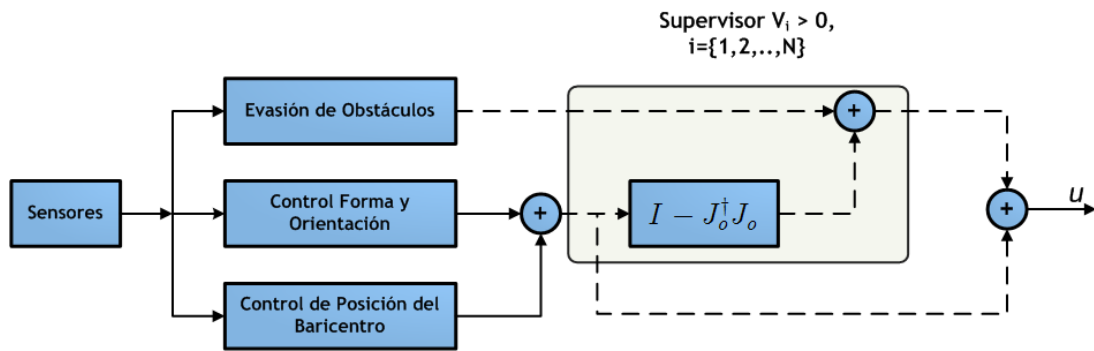 Supervisor Vᵢ > 0,
i={1,2,..,N}
Evasión de Obstáculos
+
Sensores
Control Forma y
Orientación
+
I − J_o^† J_o
+
u
Control de Posición del
Baricentro